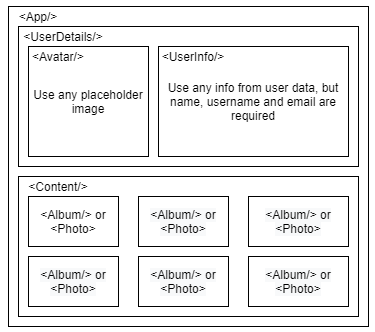 <App/>
<UserDetails/>
<Avatar/>
Use any placeholder
image
<UserInfo/>
Use any info from user data, but
name, username and email are
required
<Content/>
<Album/> or
<Photo>
<Album/> or
<Photo>
<Album/> or
<Photo>
<Album/> or
<Photo>
<Album/> or
<Photo>
<Album/> or
<Photo>